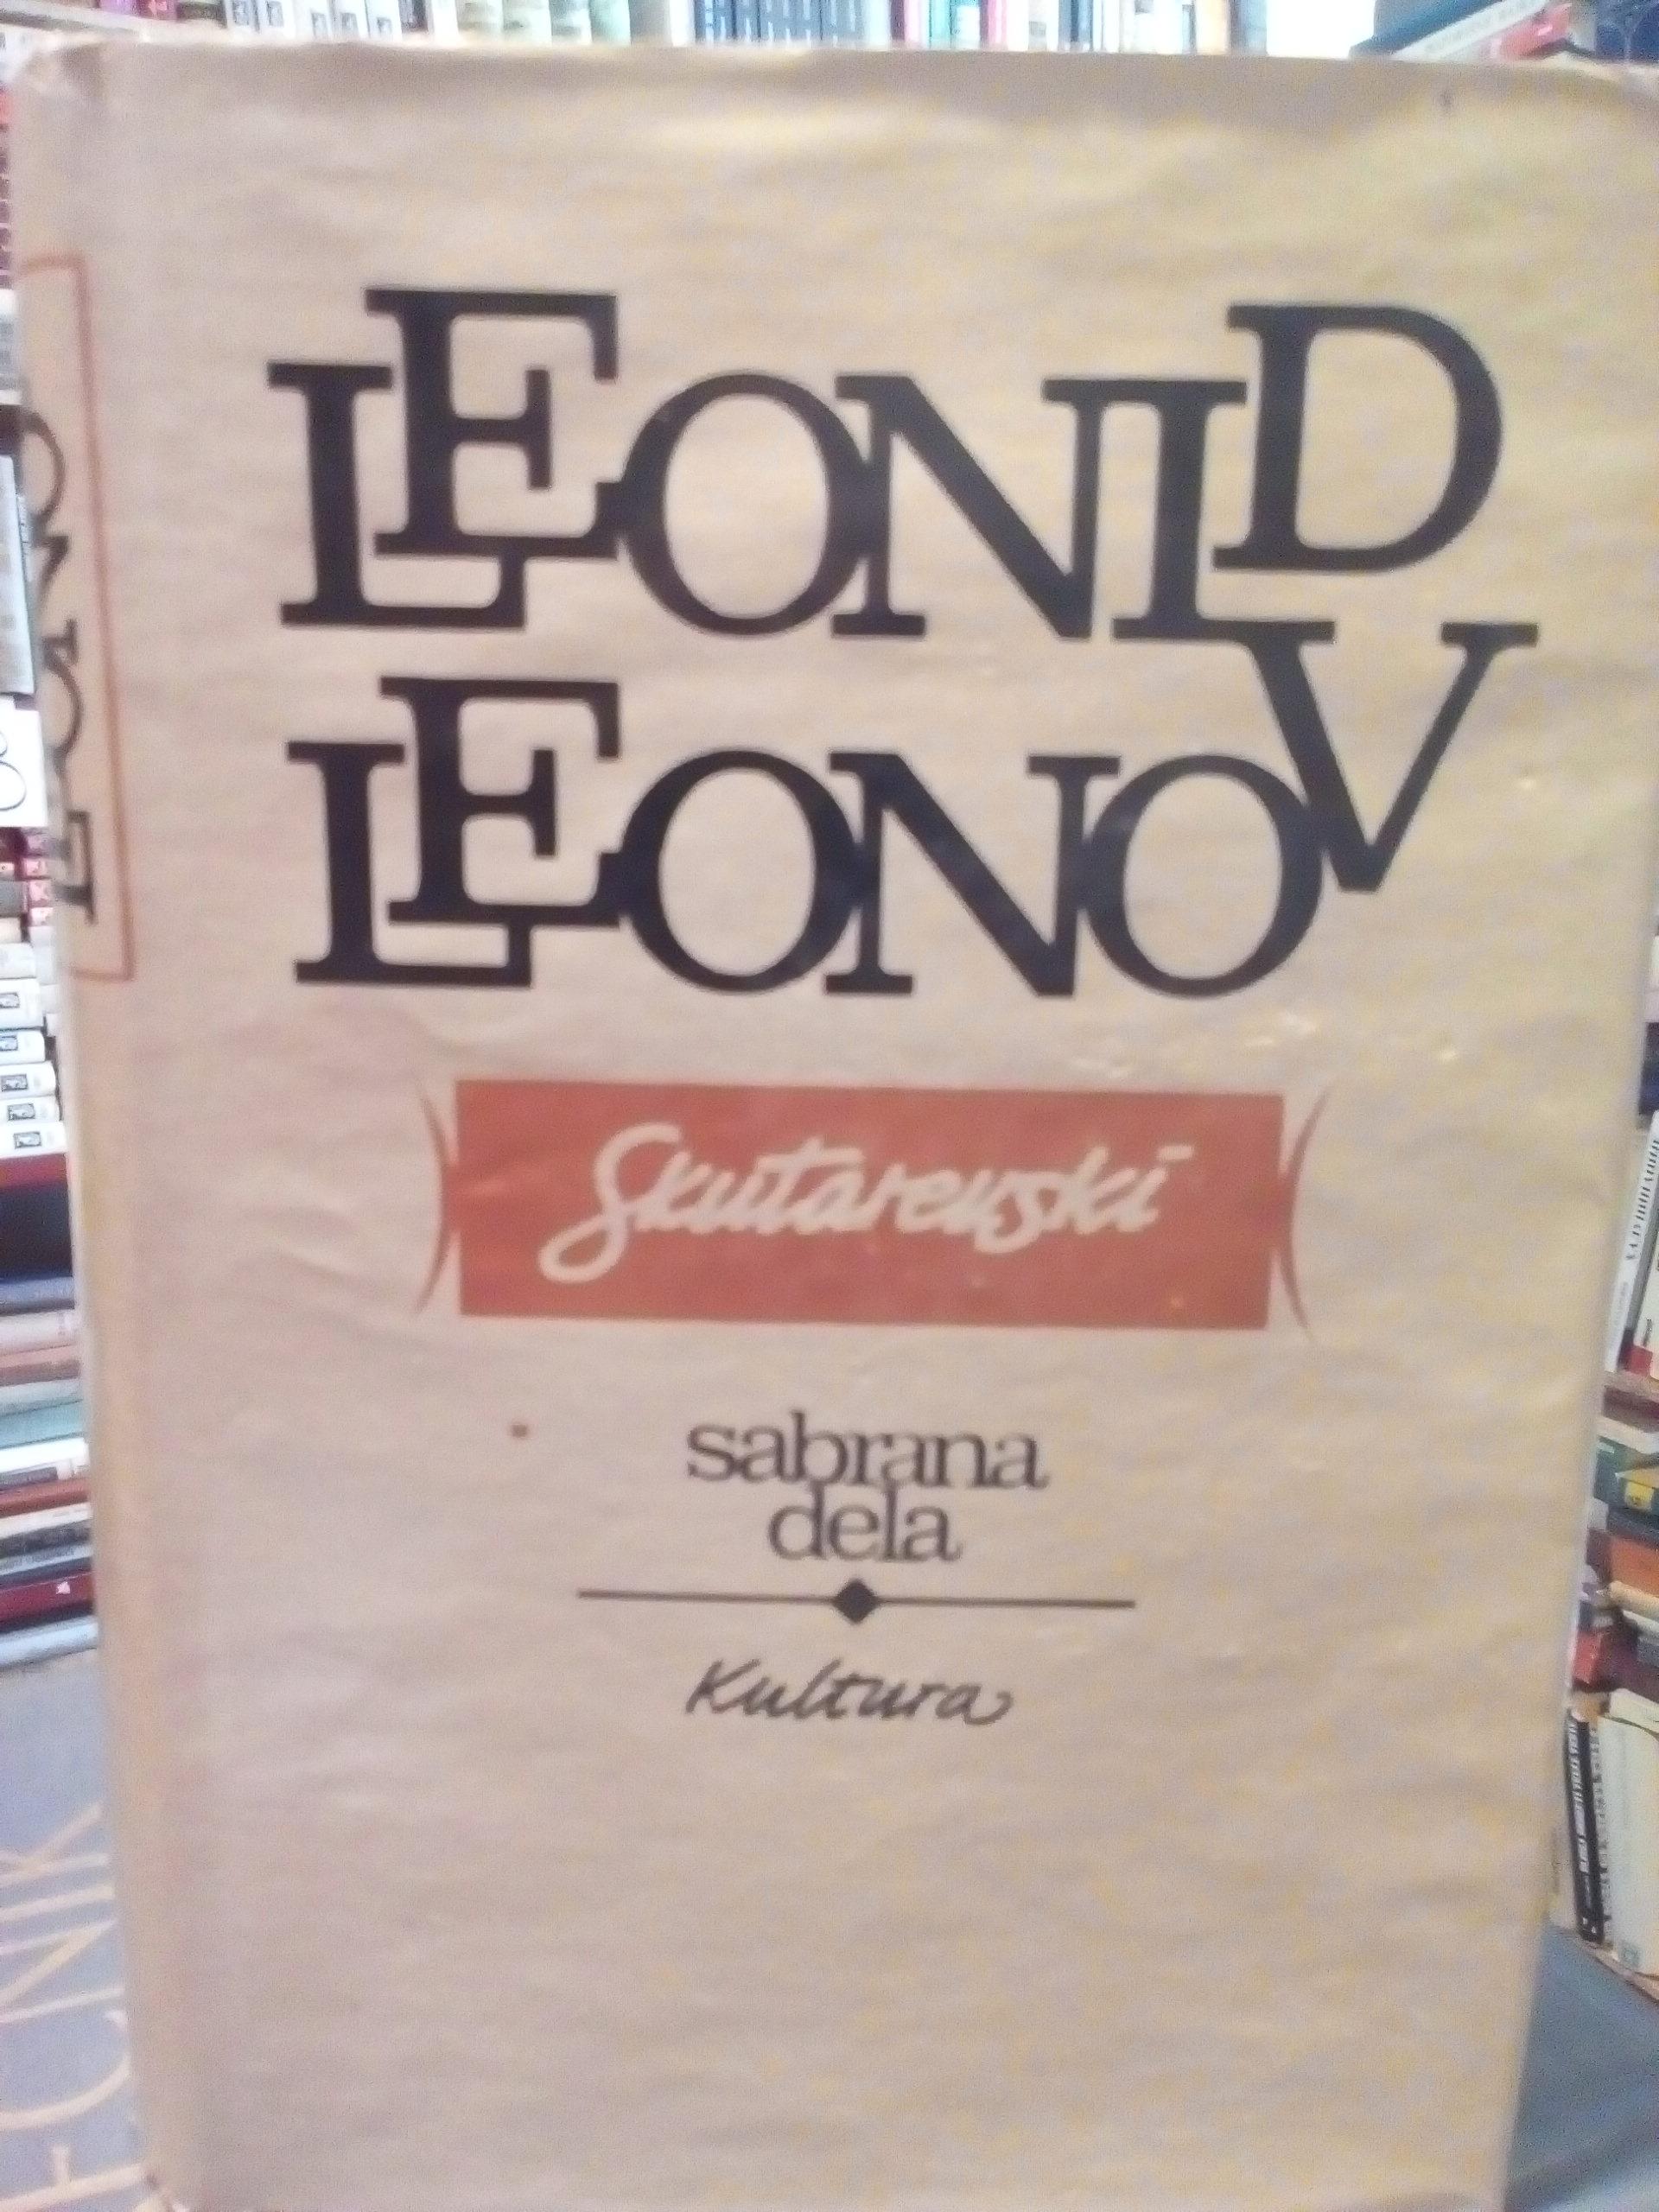 LEONID
LEONOV
Skutarevski
sabrana
dela
Kultura